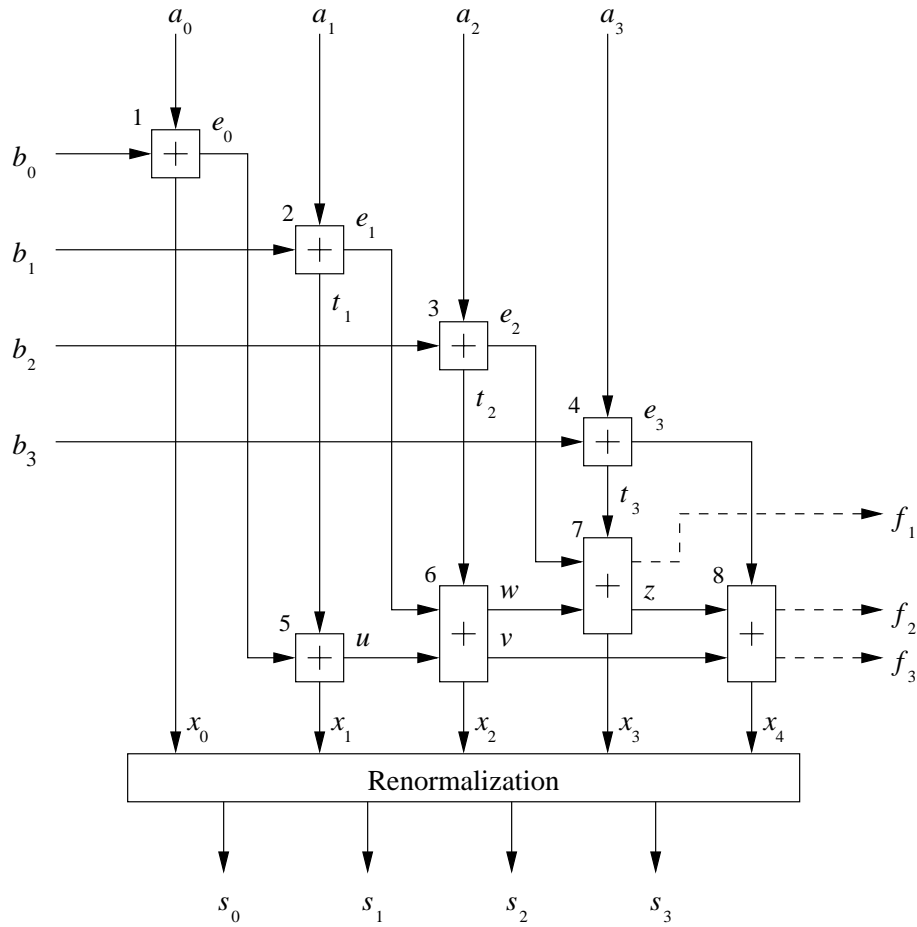 a₀ a₁ a₂ a₃
1 e₀
b₀ +
2 e₁
b₁ +
t₁
3 e₂
b₂ +
t₂
4 e₃
b₃ +
t₃
7 f₁
6 8
+ w z f₂
5 u + v + f₃
+
x₀ x₁ x₂ x₃ x₄
Renormalization
s₀ s₁ s₂ s₃